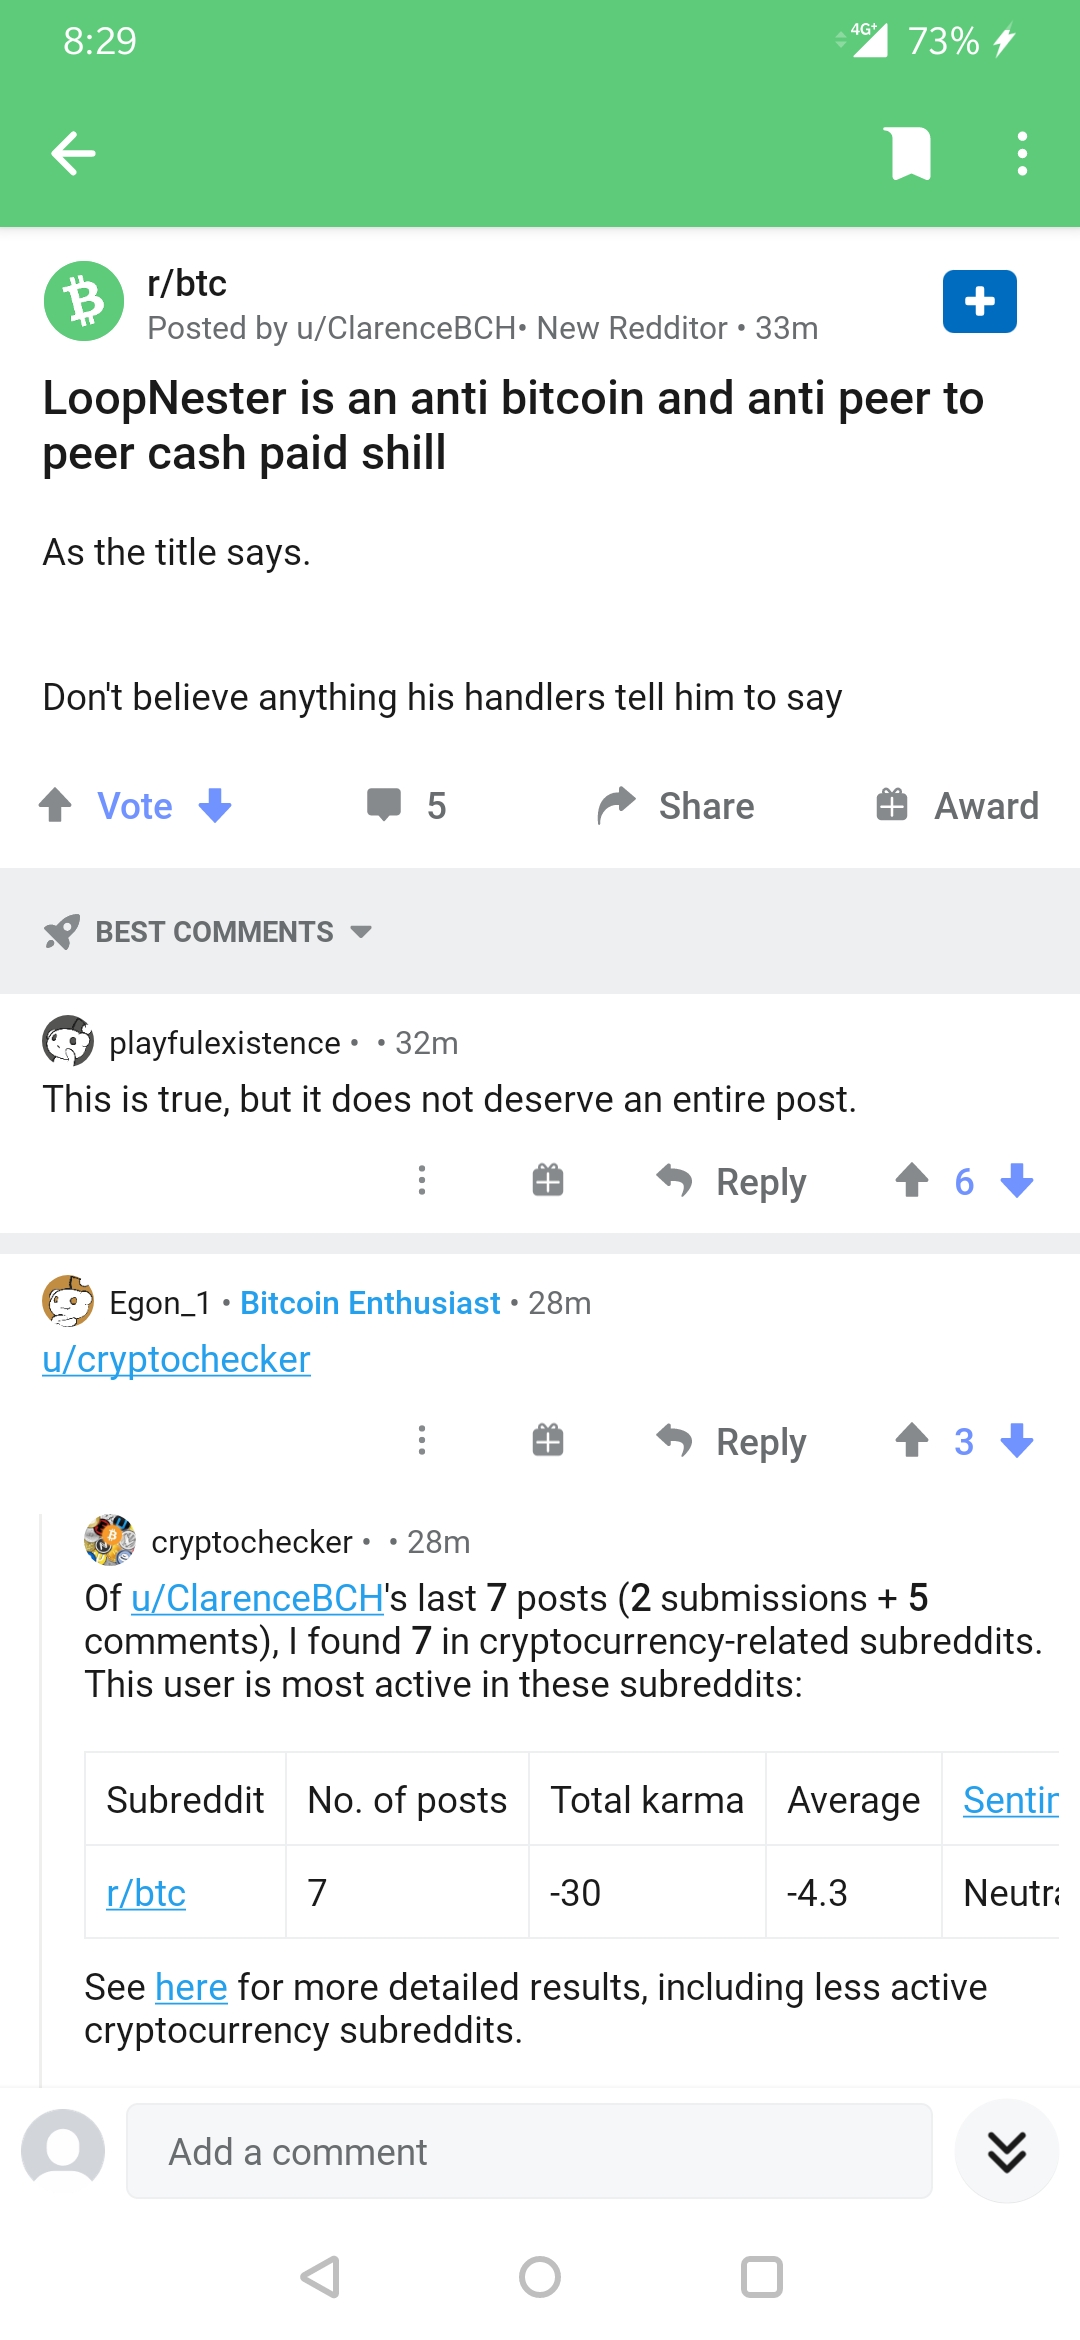 8:29
4G+ 73%
r/btc
Posted by u/ClarenceBCH• New Redditor • 33m
LoopNester is an anti bitcoin and anti peer to
peer cash paid shill
As the title says.
Don't believe anything his handlers tell him to say
Vote 5 Share Award
BEST COMMENTS
playfulexistence • • 32m
This is true, but it does not deserve an entire post.
Reply 6
Egon_1 • Bitcoin Enthusiast • 28m
u/cryptochecker
Reply 3
cryptochecker • • 28m
Of u/ClarenceBCH's last 7 posts (2 submissions + 5
comments), I found 7 in cryptocurrency-related subreddits.
This user is most active in these subreddits:
Subreddit No. of posts Total karma Average
r/btc 7 -30 -4.3
See here for more detailed results, including less active
cryptocurrency subreddits.
Add a comment